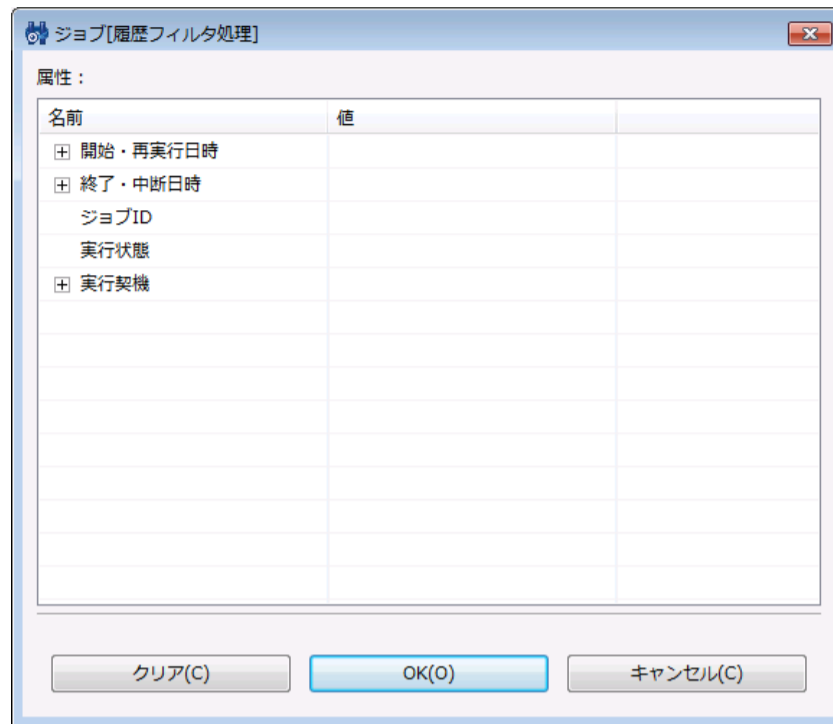 ジョブ[履歴フィルタ処理]
属性：
名前 値
開始・再実行日時
終了・中断日時
ジョブID
実行状態
実行契機
クリア(C) OK(O) キャンセル(C)